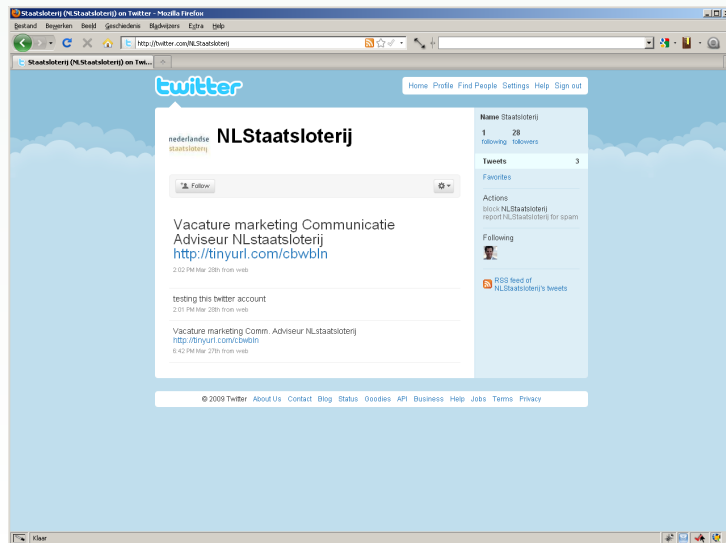 Staatsloterij (NLStaatsloterij) on Twitter - Mozilla Firefox
Bestand Bewerken Beeld Geschiedenis Bladwijzers Extra Help
http://twitter.com/NLStaatsloterij
Staatsloterij (NLStaatsloterij) on Twi...
twitter
Home Profile Find People Settings Help Sign out
nederlandse
staatsloterij
NLStaatsloterij
Follow
Vacature marketing Communicatie
Adviseur NLstaatsloterij
http://tinyurl.com/cbwbln
2:02 PM Mar 28th from web
testing this twitter account
2:01 PM Mar 28th from web
Vacature marketing Comm. Adviseur NLstaatsloterij
http://tinyurl.com/cbwbln
6:42 PM Mar 27th from web
Name Staatsloterij
1 28
following followers
Tweets 3
Favorites
Actions
block NLStaatsloterij
report NLStaatsloterij for spam
Following
RSS feed of
NLStaatsloterij's tweets
© 2009 Twitter About Us Contact Blog Status Goodies API Business Help Jobs Terms Privacy
Klaar